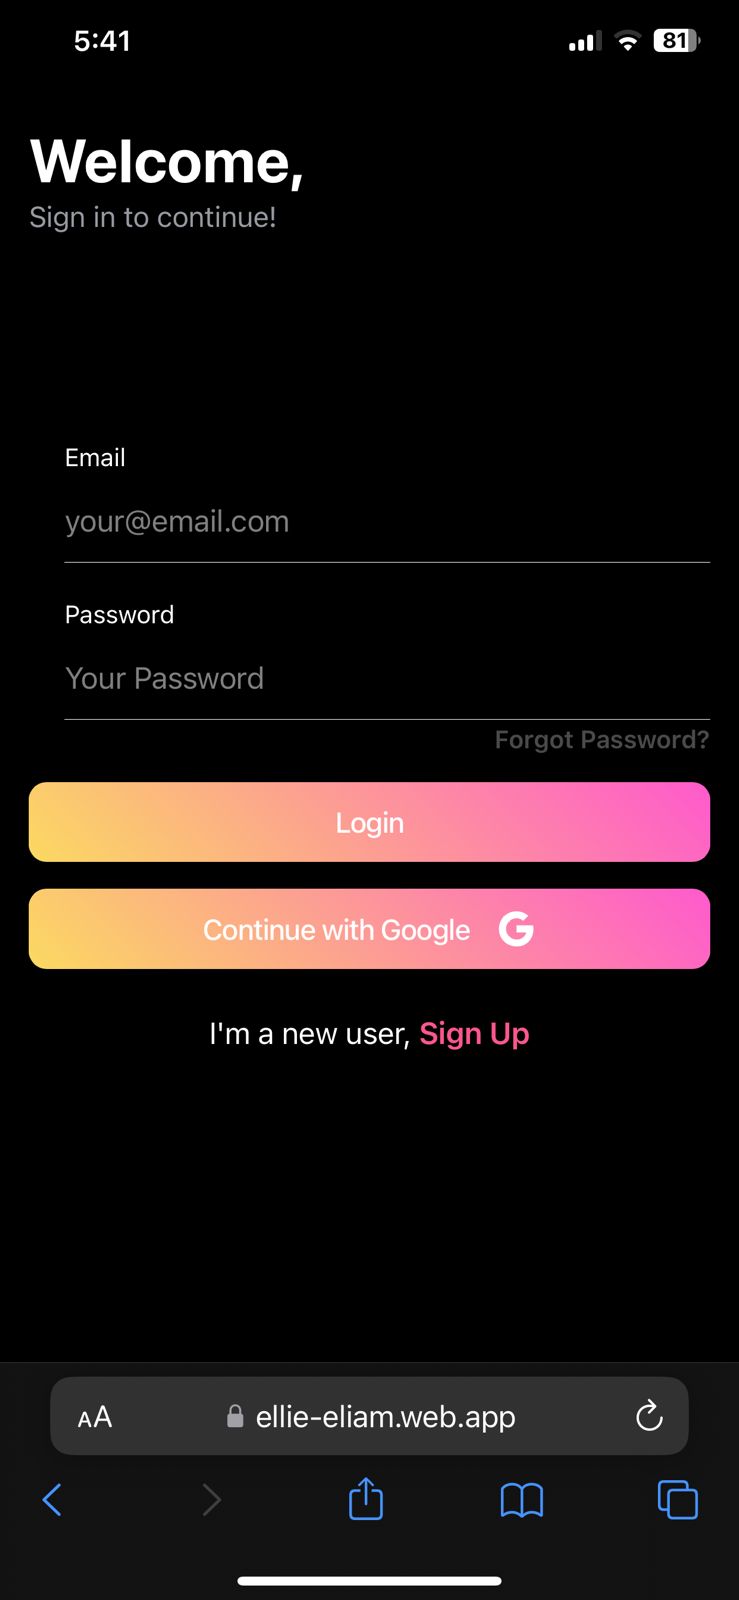 5:41
81
Welcome,
Sign in to continue!
Email
your@email.com
Password
Your Password
Forgot Password?
Login
Continue with Google G
I'm a new user, Sign Up
AA ellie-eliam.web.app